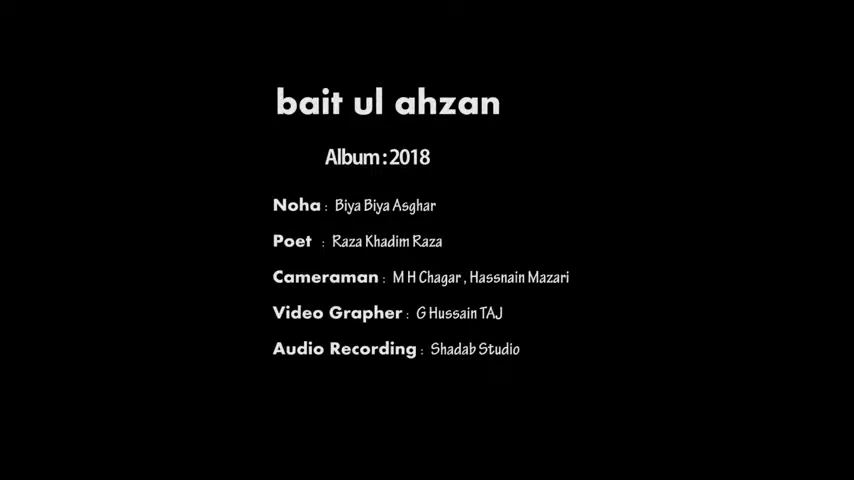 bait ul ahzan
Album : 2018
Noha : Biya Biya Asghar
Poet : Raza Khadim Raza
Cameraman : M H Chagar , Hassnain Mazari
Video Grapher : G Hussain TAJ
Audio Recording : Shadab Studio